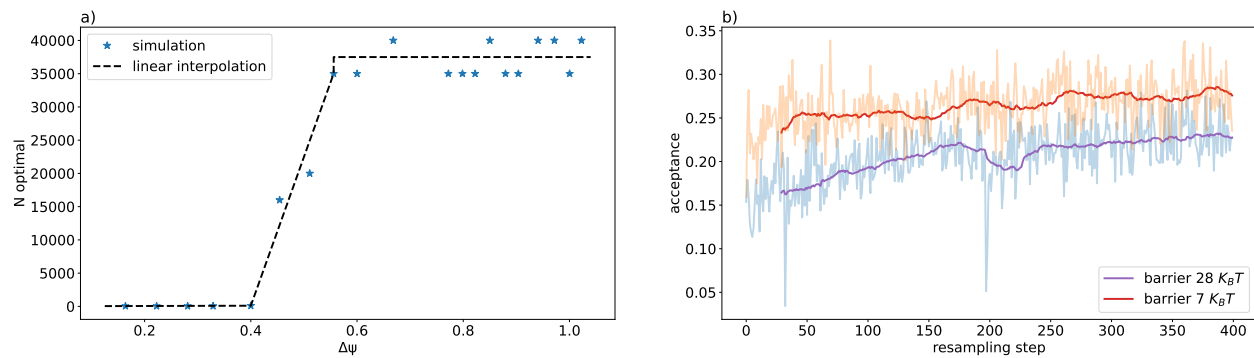 a)
simulation
linear interpolation
N optimal
40000
35000
30000
25000
20000
15000
10000
5000
0
0.2 0.4 0.6 0.8 1.0
Δψ
b)
acceptance
0.35
0.30
0.25
0.20
0.15
0.10
0.05
barrier 28 K_BT
barrier 7 K_BT
0 50 100 150 200 250 300 350 400
resampling step